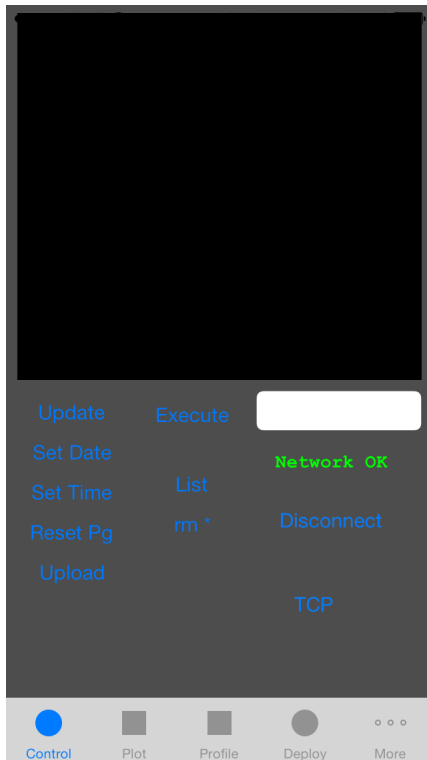 Update
Execute
Set Date
Network OK
Set Time
List
Reset Pg
rm *
Disconnect
Upload
TCP
Control
Plot
Profile
Deploy
More